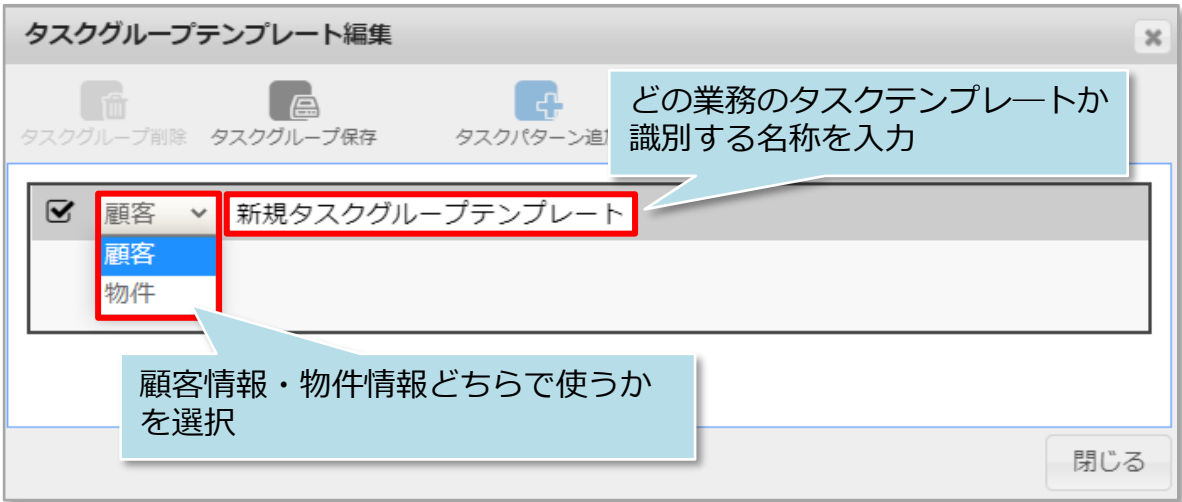 タスクグループテンプレート編集
タスクグループ削除 タスクグループ保存 タスクパターン追
どの業務のタスクテンプレ―トか
識別する名称を入力
顧客 新規タスクグループテンプレート
顧客
物件
顧客情報・物件情報どちらで使うか
を選択
閉じる